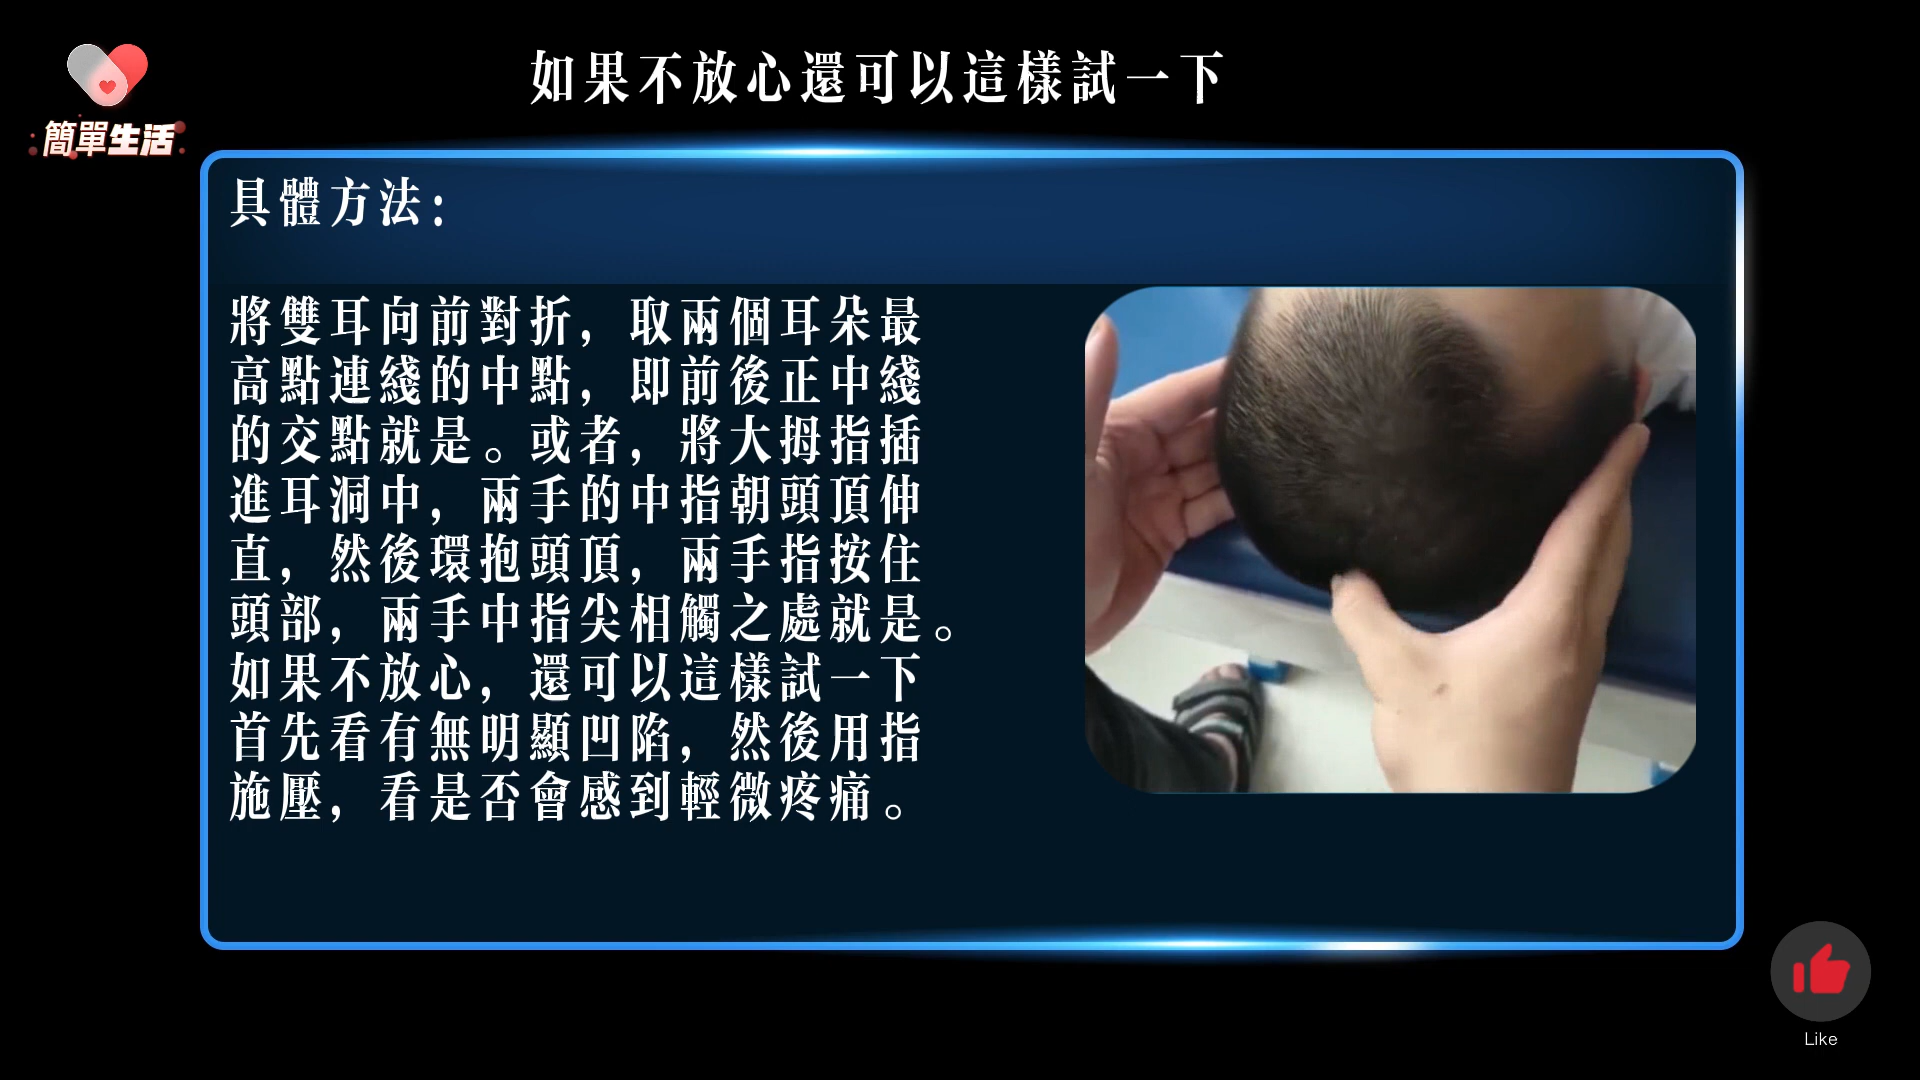 簡單生活
如果不放心還可以這樣試一下
具體方法：
將雙耳向前對折，取兩個耳朵最
高點連綫的中點，即前後正中綫
的交點就是。或者，將大拇指插
進耳洞中，兩手的中指朝頭頂伸
直，然後環抱頭頂，兩手指按住
頭部，兩手中指尖相觸之處就是。
如果不放心，還可以這樣試一下
首先看有無明顯凹陷，然後用指
施壓，看是否會感到輕微疼痛。
Like